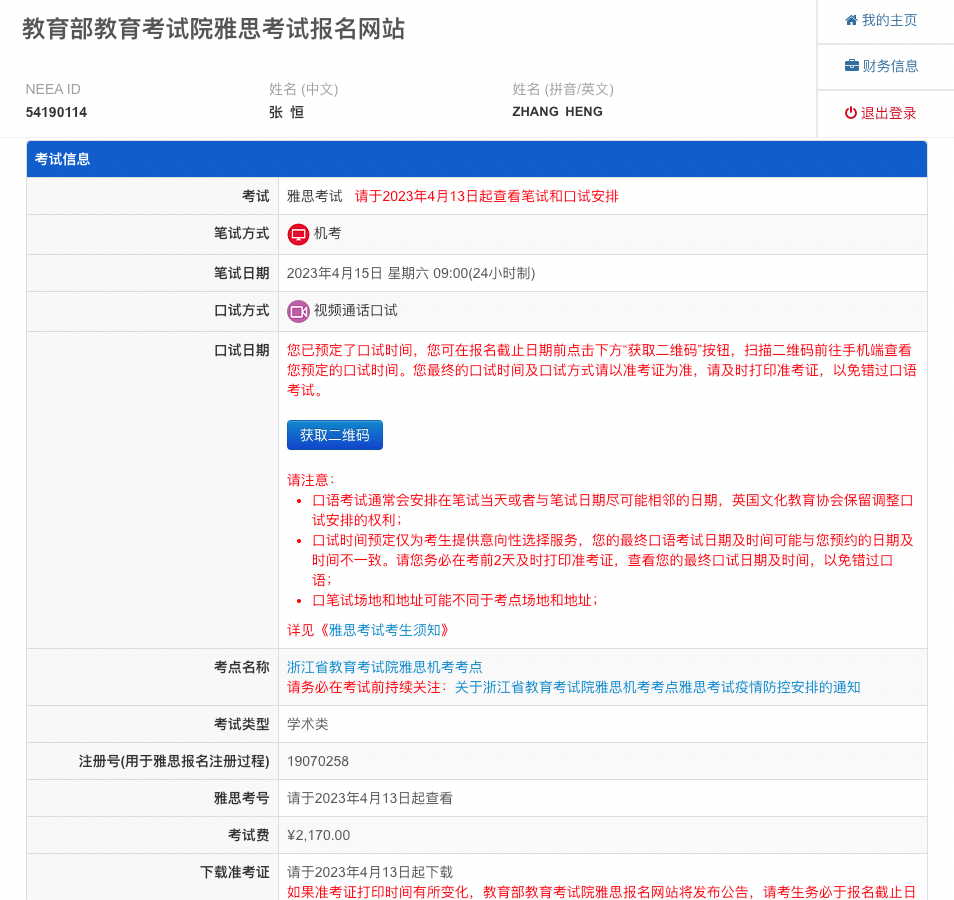 教育部教育考试院雅思考试报名网站
我的主页
财务信息
退出登录
NEEA ID
姓名 (中文)
姓名 (拼音/英文)
54190114
张 恒
ZHANG HENG
考试信息
考试
雅思考试 请于2023年4月13日起查看笔试和口试安排
笔试方式
机考
笔试日期
2023年4月15日 星期六 09:00(24小时制)
口试方式
视频通话口试
口试日期
您已预定了口试时间，您可在报名截止日期前点击下方“获取二维码”按钮，扫描二维码前往手机端查看
您预定的口试时间。您最终的口试时间及口试方式请以准考证为准，请及时打印准考证，以免错过口语
考试。
获取二维码
请注意：
• 口语考试通常会安排在笔试当天或者与笔试日期尽可能相邻的日期，英国文化教育协会保留调整口
试安排的权利；
• 口试时间预定仅为考生提供意向性选择服务，您的最终口语考试日期及时间可能与您预约的日期及
时间不一致。请您务必在考前2天及时打印准考证，查看您的最终口试日期及时间，以免错过口
语；
• 口笔试场地和地址可能不同于考点场地和地址；
详见《雅思考试考生须知》
考点名称
浙江省教育考试院雅思机考考点
请务必在考试前持续关注：关于浙江省教育考试院雅思机考考点雅思考试疫情防控安排的通知
考试类型
学术类
注册号(用于雅思报名注册过程)
19070258
雅思考号
请于2023年4月13日起查看
考试费
¥2,170.00
下载准考证
请于2023年4月13日起下载
如果准考证打印时间有所变化，教育部教育考试院雅思报名网站将发布公告，请考生务必于报名截止日